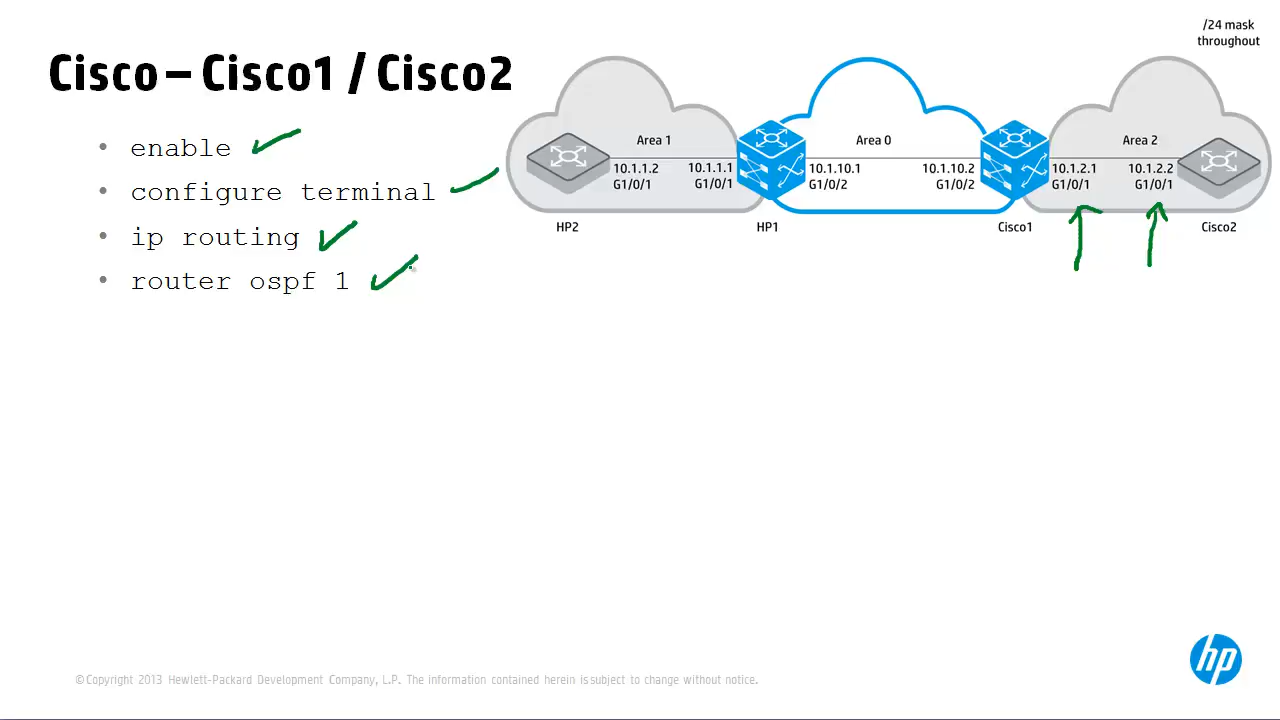 /24 mask
throughout
Cisco – Cisco1 / Cisco2
• enable
• configure terminal
• ip routing
• router ospf 1
Area 1
Area 0
Area 2
10.1.1.2
G1/0/1
10.1.1.1
G1/0/1
10.1.10.1
G1/0/2
10.1.10.2
G1/0/2
10.1.2.1
G1/0/1
10.1.2.2
G1/0/1
HP2
HP1
Cisco1
Cisco2
hp
©Copyright 2013 Hewlett-Packard Development Company, L.P. The information contained herein is subject to change without notice.